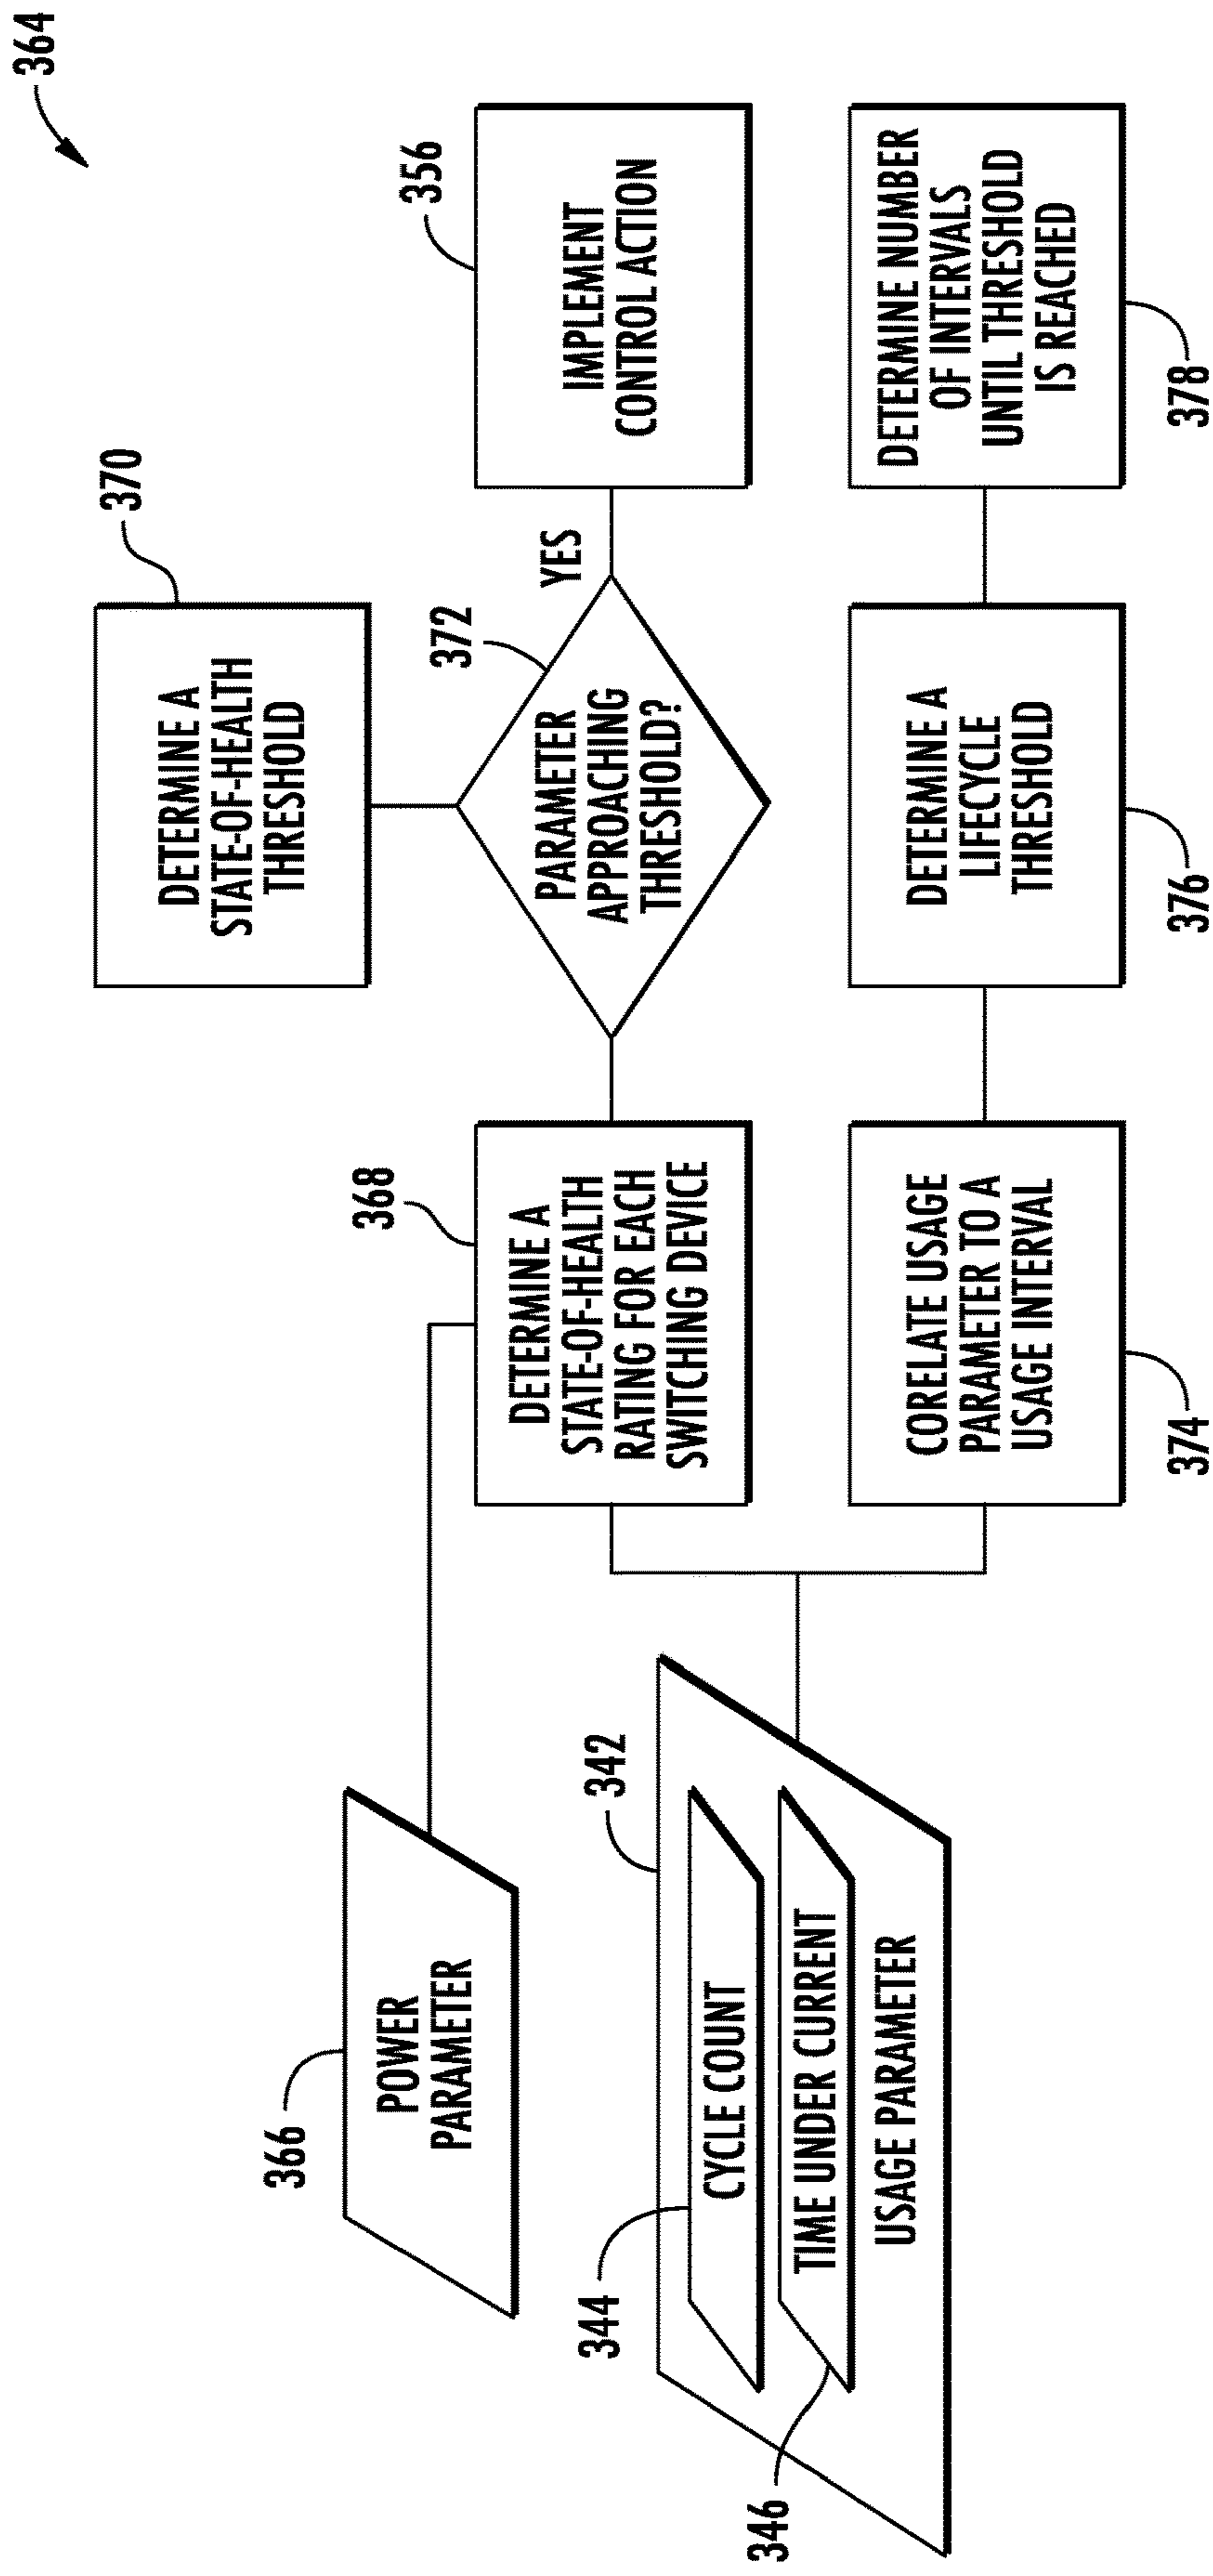 364
370
DETERMINE A
STATE-OF-HEALTH
THRESHOLD
366
POWER
PARAMETER
368
DETERMINE A
STATE-OF-HEALTH
RATING FOR EACH
SWITCHING DEVICE
372
PARAMETER
APPROACHING
THRESHOLD?
YES
356
IMPLEMENT
CONTROL ACTION
342
344
CYCLE COUNT
346
TIME UNDER CURRENT
USAGE PARAMETER
CORELATE USAGE
PARAMETER TO A
USAGE INTERVAL
374
DETERMINE A
LIFECYCLE
THRESHOLD
376
DETERMINE NUMBER
OF INTERVALS
UNTIL THRESHOLD
IS REACHED
378